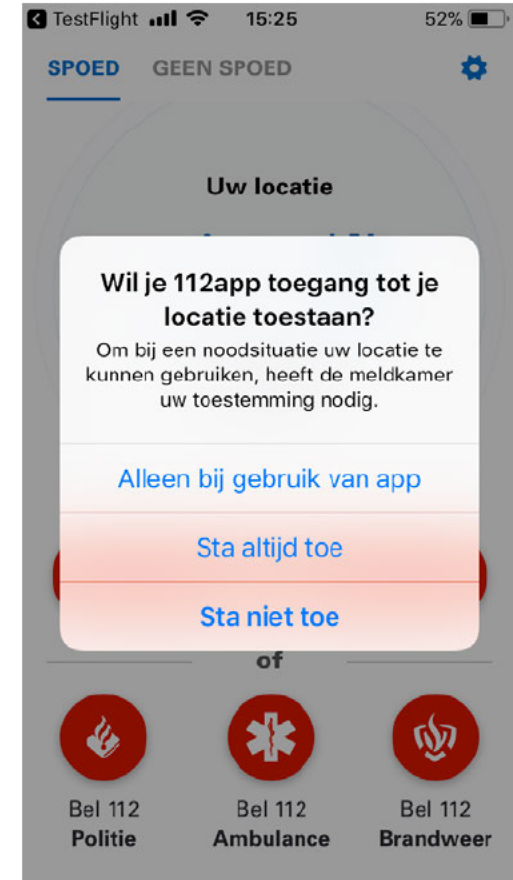 TestFlight 15:25 52%
SPOED GEEN SPOED
Uw locatie
Wil je 112app toegang tot je
locatie toestaan?
Om bij een noodsituatie uw locatie te
kunnen gebruiken, heeft de meldkamer
uw toestemming nodig.
Alleen bij gebruik van app
Sta altijd toe
Sta niet toe
of
Bel 112 Bel 112 Bel 112
Politie Ambulance Brandweer